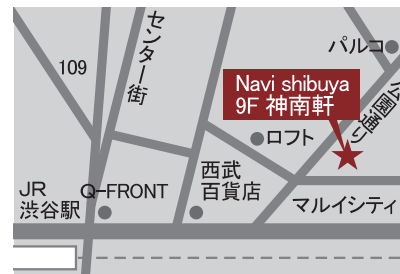 センター街
パルコ
109
Navi shibuya
9F 神南軒
公園通り
ロフト
西武
百貨店
JR
渋谷駅
Q-FRONT
マルイシティ